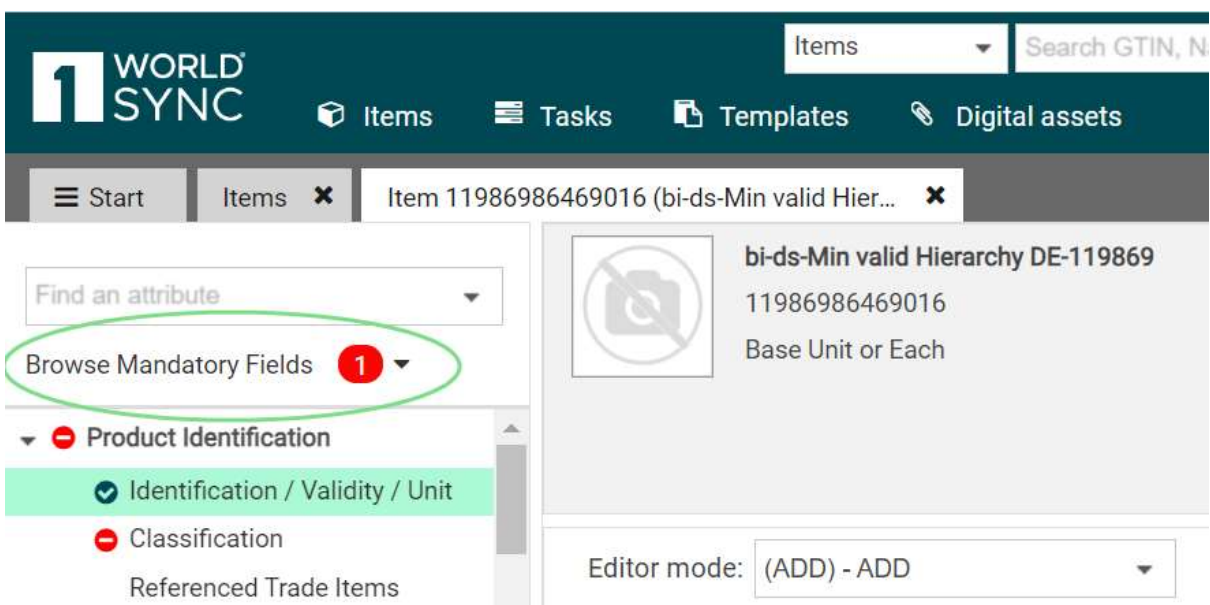 1 WORLD SYNC
Items
Search GTIN, N
Items
Tasks
Templates
Digital assets
Start
Items
Item 11986986469016 (bi-ds-Min valid Hier...
Find an attribute
Browse Mandatory Fields 1
Product Identification
Identification / Validity / Unit
Classification
Referenced Trade Items
bi-ds-Min valid Hierarchy DE-119869
11986986469016
Base Unit or Each
Editor mode: (ADD) - ADD